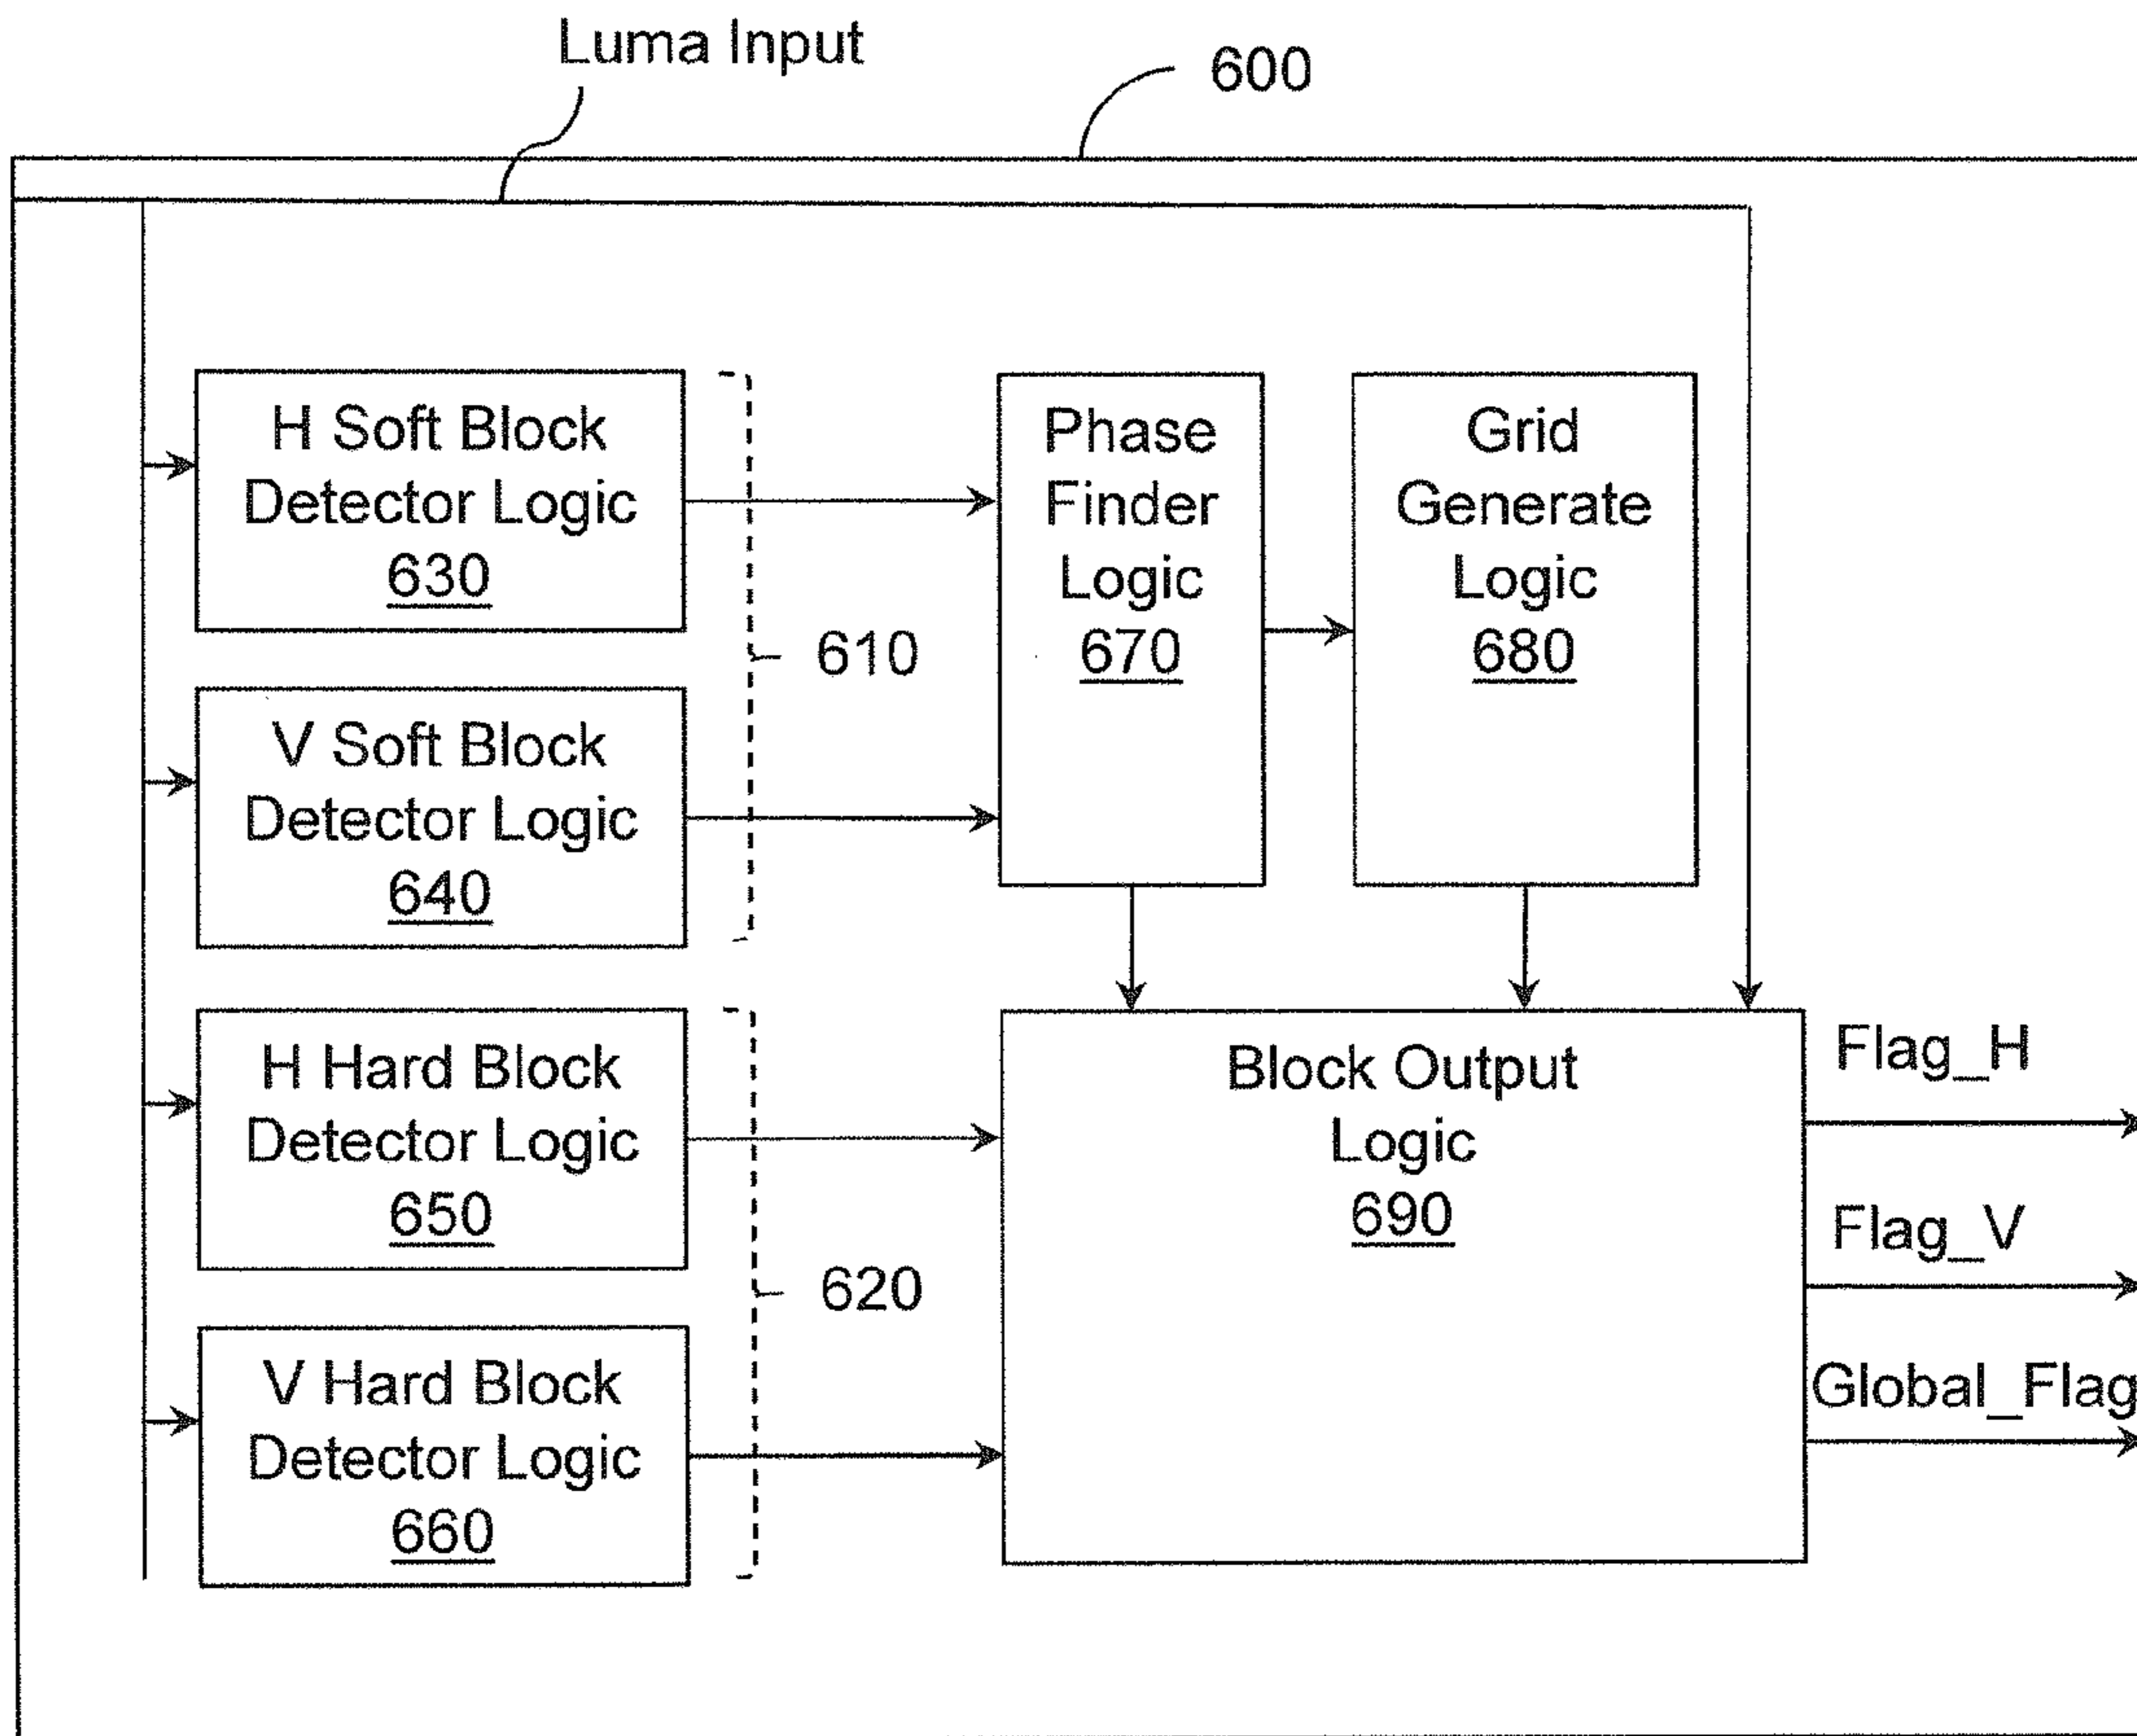 Luma Input
600
H Soft Block
Detector Logic
630
V Soft Block
Detector Logic
640
610
Phase
Finder
Logic
670
Grid
Generate
Logic
680
H Hard Block
Detector Logic
650
V Hard Block
Detector Logic
660
620
Block Output
Logic
690
Flag_H
Flag_V
Global_Flag